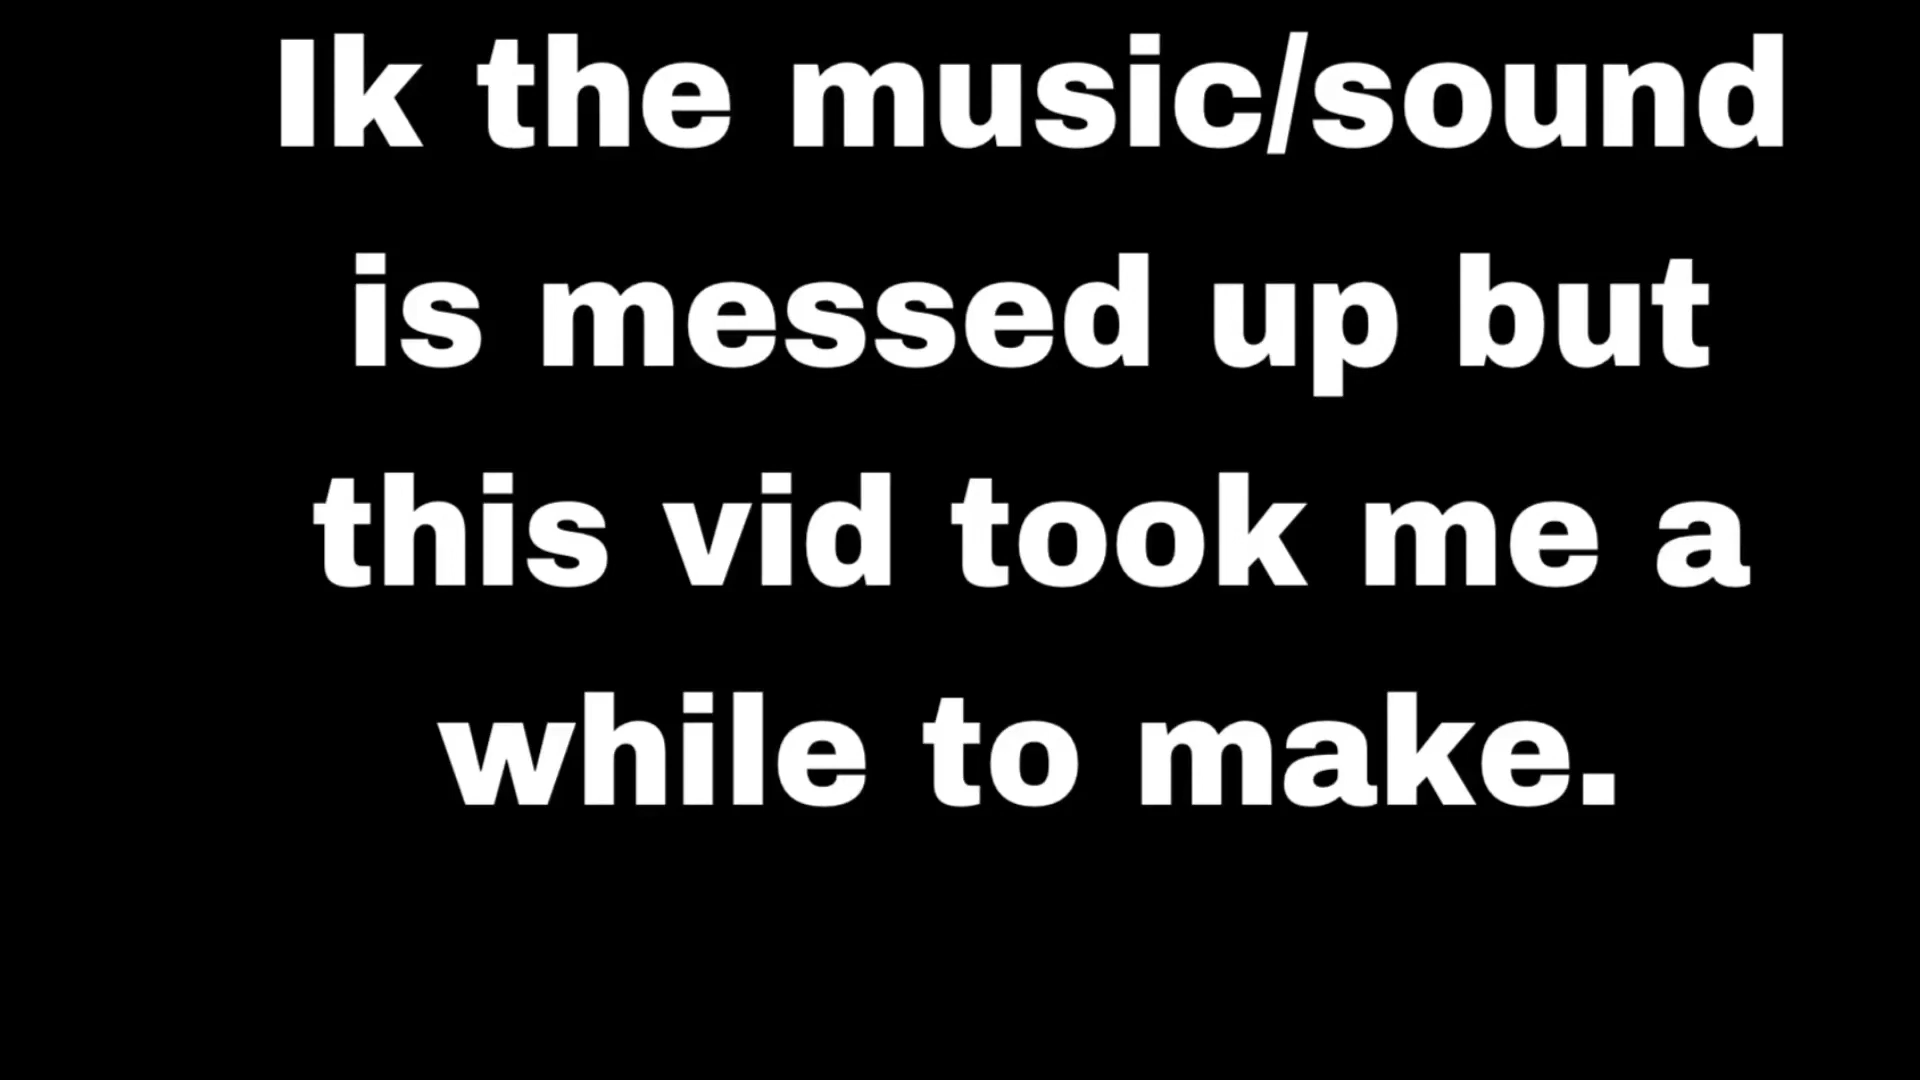 Ik the music/sound
is messed up but
this vid took me a
while to make.